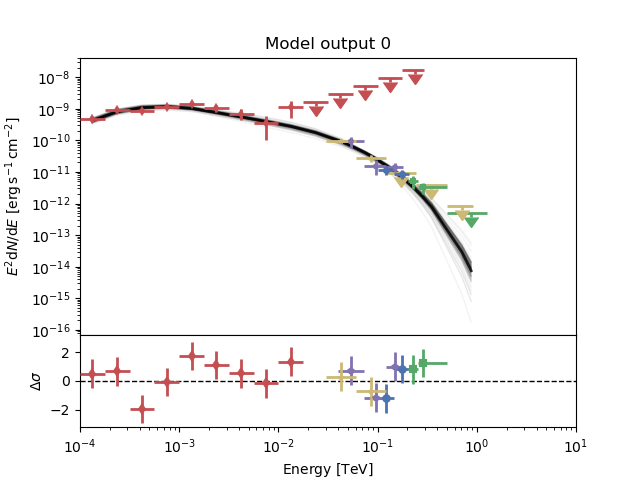 Model output 0
E²dN/dE [erg s⁻¹ cm⁻²]
10⁻⁸
10⁻⁹
10⁻¹⁰
10⁻¹¹
10⁻¹²
10⁻¹³
10⁻¹⁴
10⁻¹⁵
10⁻¹⁶
Δσ
2
0
−2
10⁻⁴ 10⁻³ 10⁻² 10⁻¹ 10⁰ 10¹
Energy [TeV]